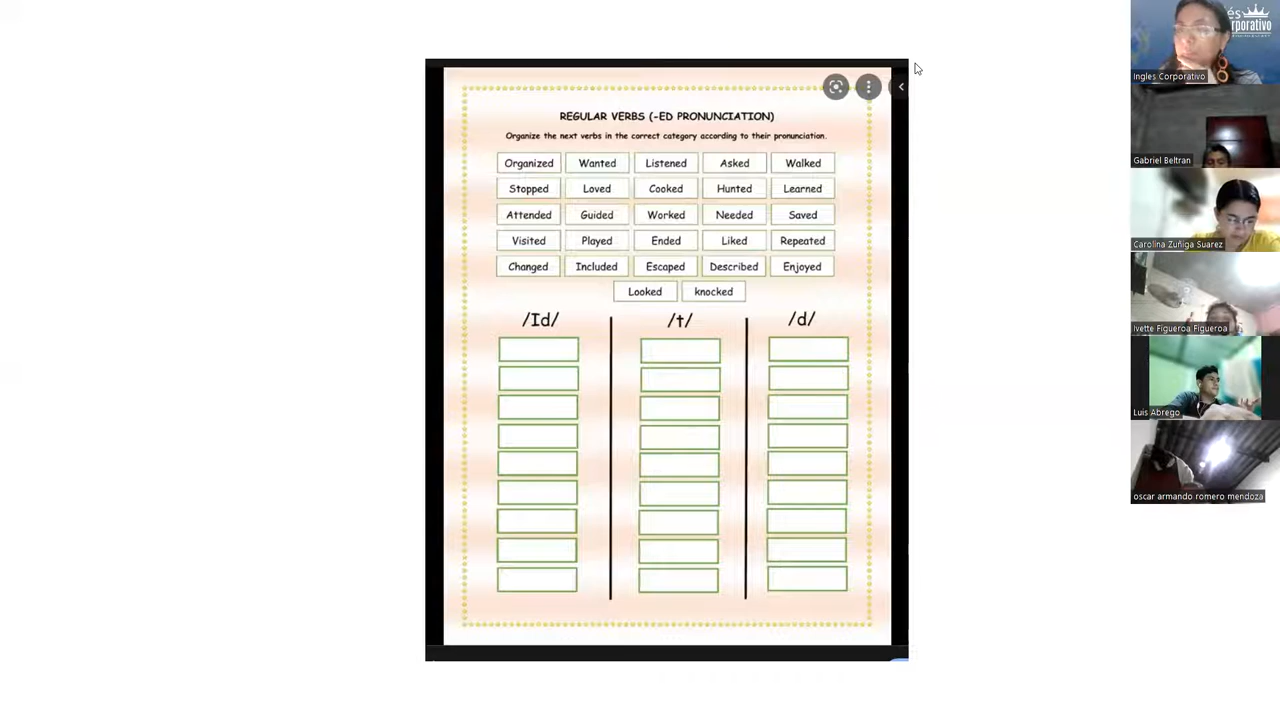 REGULAR VERBS (-ED PRONUNCIATION)
Organize the next verbs in the correct category according to their pronunciation.
Organized Wanted Listened Asked Walked
Stopped Loved Cooked Hunted Learned
Attended Guided Worked Needed Saved
Visited Played Ended Liked Repeated
Changed Included Escaped Described Enjoyed
Looked knocked
/Id/ /t/ /d/
Ingles Corporativo
Gabriel Beltran
Carolina Zuñiga Suarez
Ivette Figueroa Figueroa
Luis Abrego
oscar armando romero mendoza